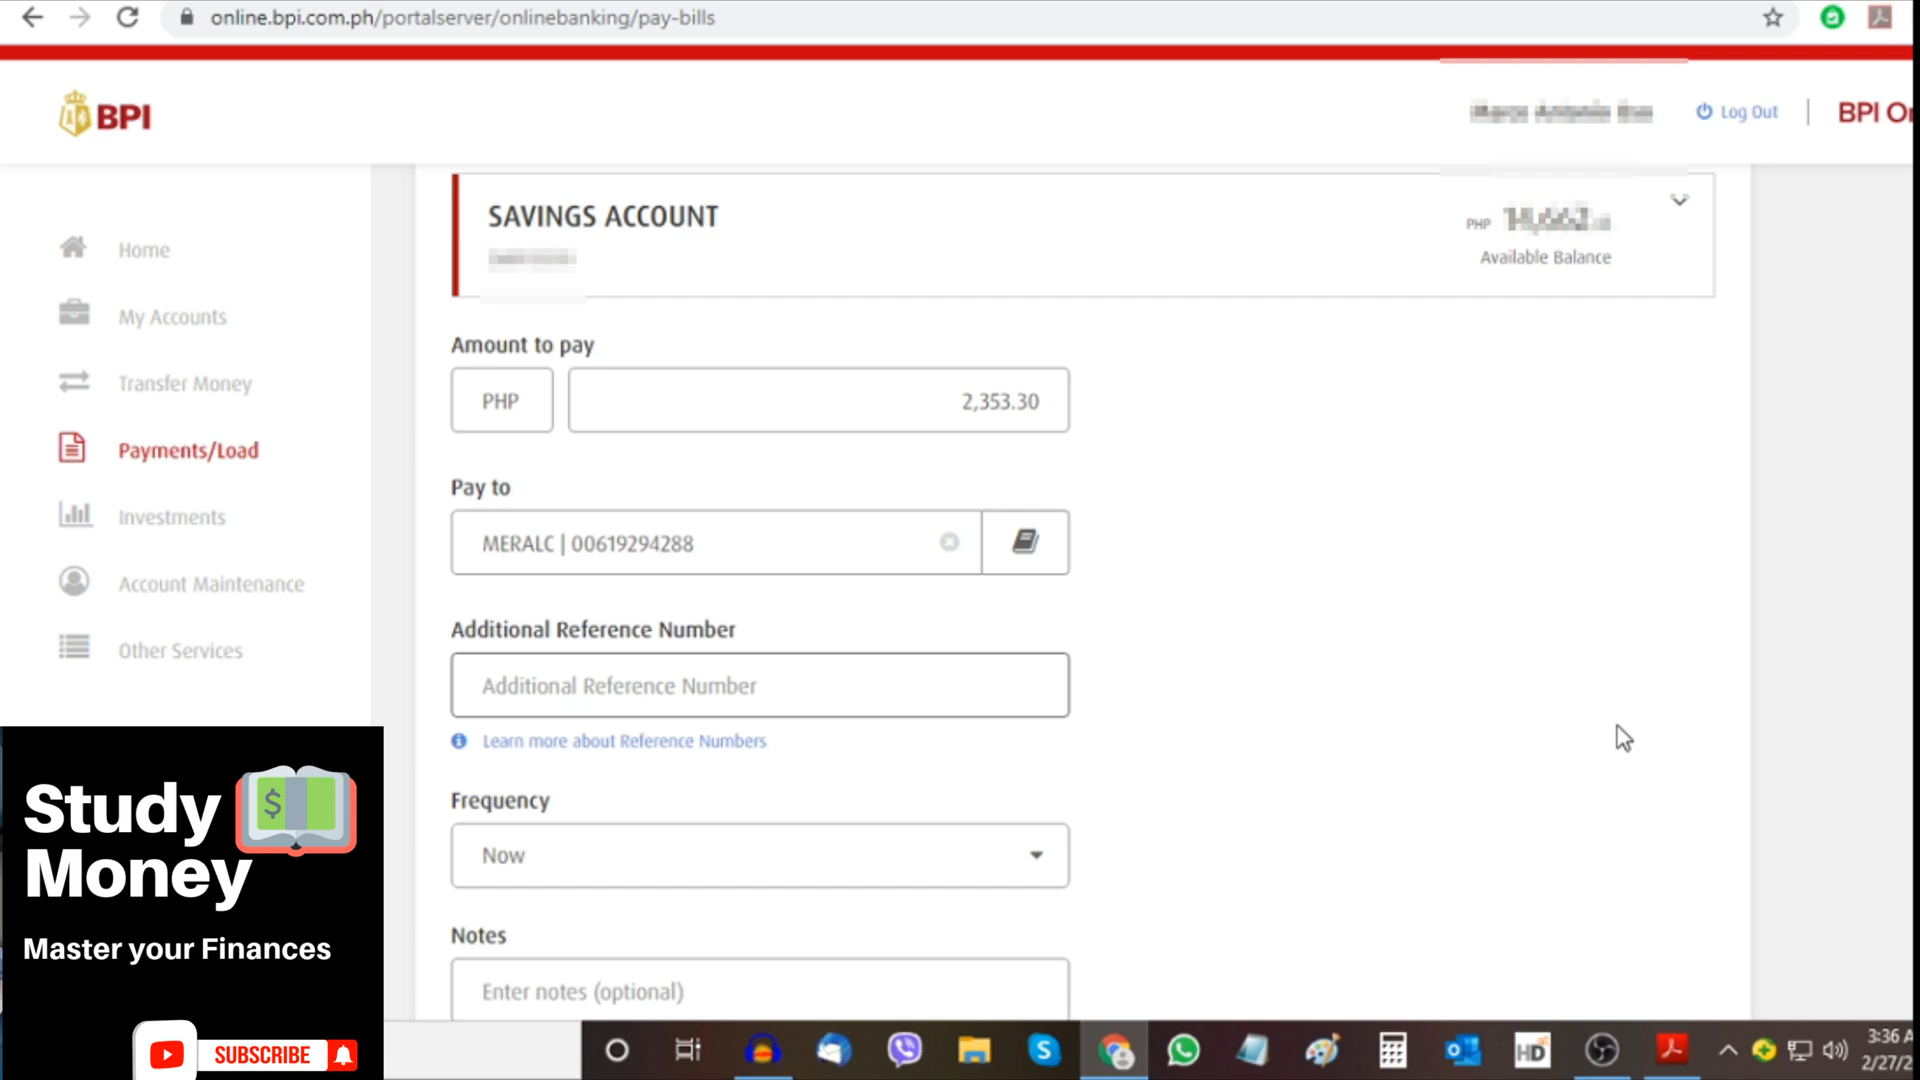 online.bpi.com.ph/portalserver/onlinebanking/pay-bills
BPI
Log Out
BPI On
SAVINGS ACCOUNT
PHP
Available Balance
Home
My Accounts
Transfer Money
Payments/Load
Investments
Account Maintenance
Other Services
Amount to pay
PHP
2,353.30
Pay to
MERALC | 00619294288
Additional Reference Number
Additional Reference Number
Learn more about Reference Numbers
Frequency
Now
Notes
Enter notes (optional)
Study
Money
Master your Finances
SUBSCRIBE
HD
3:36 A
2/27/2